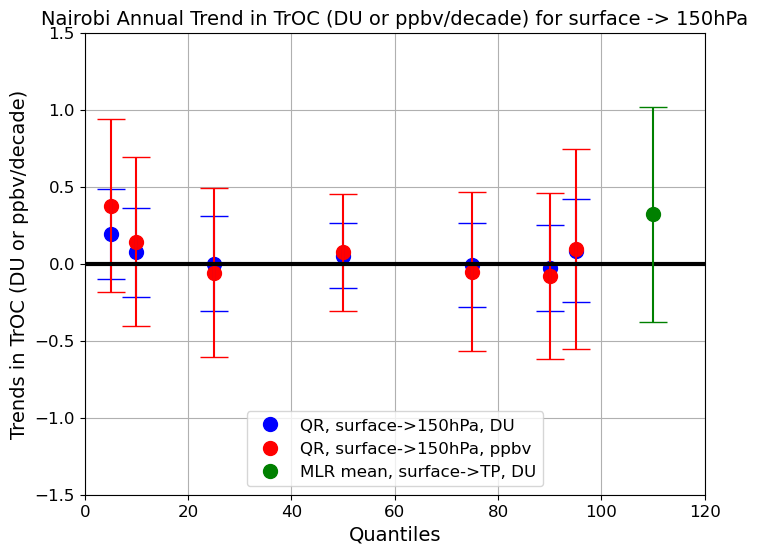 Nairobi Annual Trend in TrOC (DU or ppbv/decade) for surface -> 150hPa
Trends in TrOC (DU or ppbv/decade)
1.5
1.0
0.5
0.0
−0.5
−1.0
−1.5
QR, surface->150hPa, DU
QR, surface->150hPa, ppbv
MLR mean, surface->TP, DU
0 20 40 60 80 100 120
Quantiles